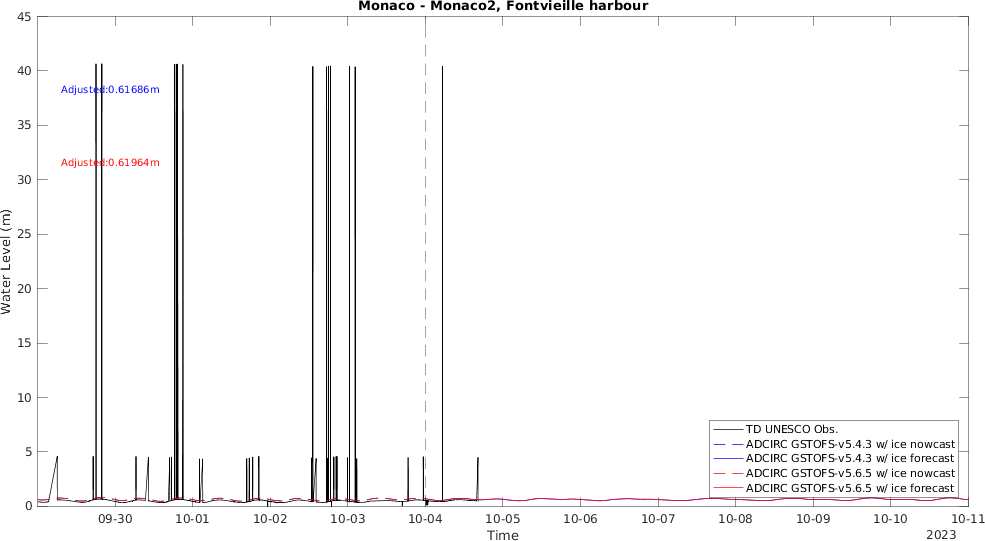 Monaco - Monaco2, Fontvieille harbour
45
40
35
30
25
20
15
10
5
0
Water Level (m)
Adjusted:0.61686m
Adjusted:0.61964m
TD UNESCO Obs.
ADCIRC GSTOFS-v5.4.3 w/ ice nowcast
ADCIRC GSTOFS-v5.4.3 w/ ice forecast
ADCIRC GSTOFS-v5.6.5 w/ ice nowcast
ADCIRC GSTOFS-v5.6.5 w/ ice forecast
09-30 10-01 10-02 10-03 10-04 10-05 10-06 10-07 10-08 10-09 10-10 10-11
Time
2023